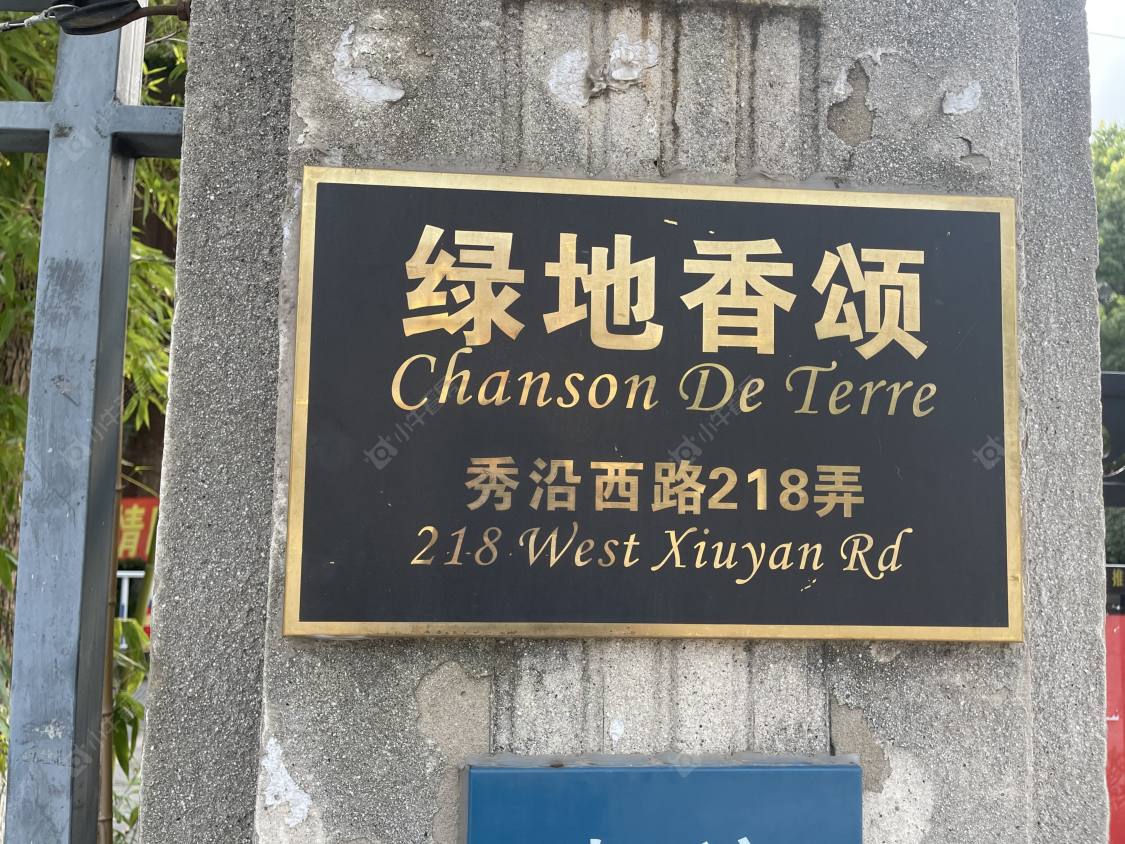 绿地香颂
Chanson De Terre
秀沿西路218弄
218 West Xiuyan Rd
情